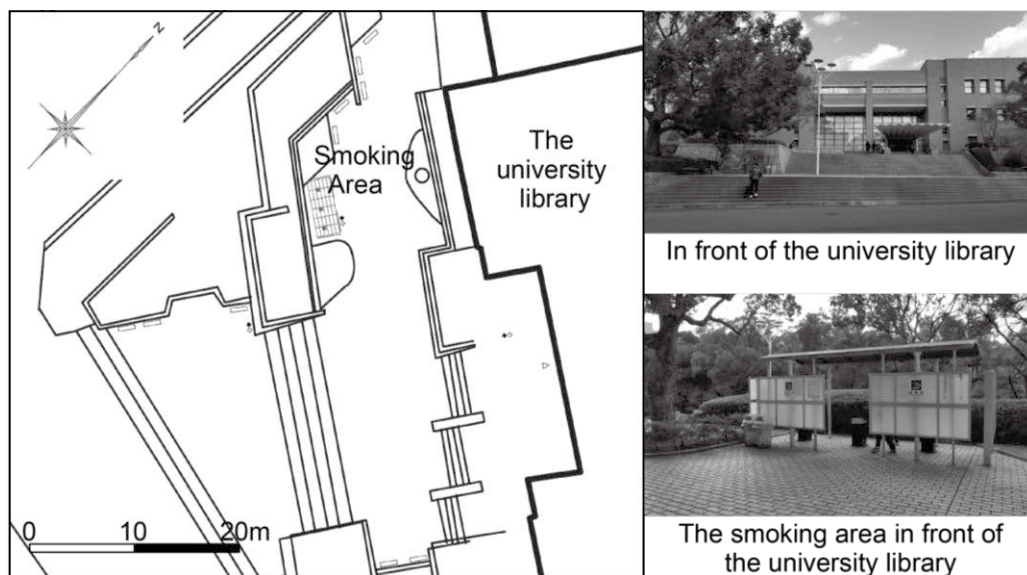 N
Smoking
Area
The
university
library
0 10 20m
In front of the university library
The smoking area in front of
the university library